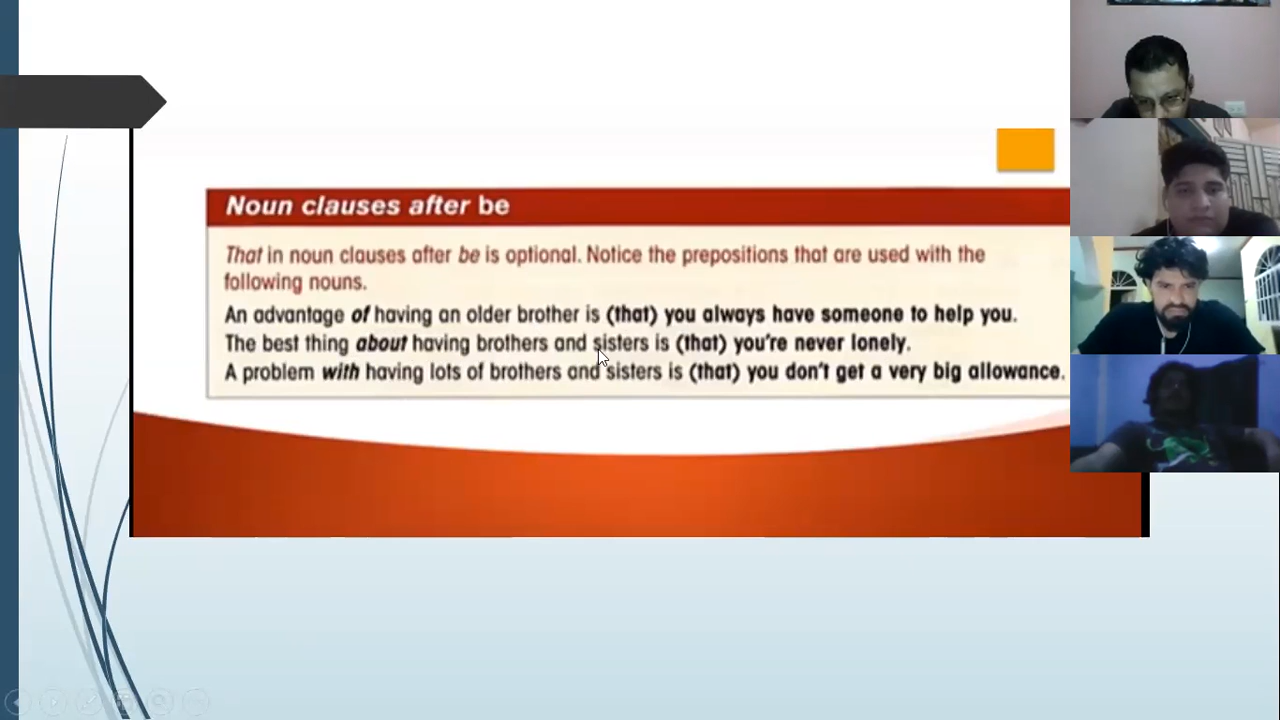 Noun clauses after be
That in noun clauses after be is optional. Notice the prepositions that are used with the
following nouns.
An advantage of having an older brother is (that) you always have someone to help you.
The best thing about having brothers and sisters is (that) you're never lonely.
A problem with having lots of brothers and sisters is (that) you don't get a very big allowance.